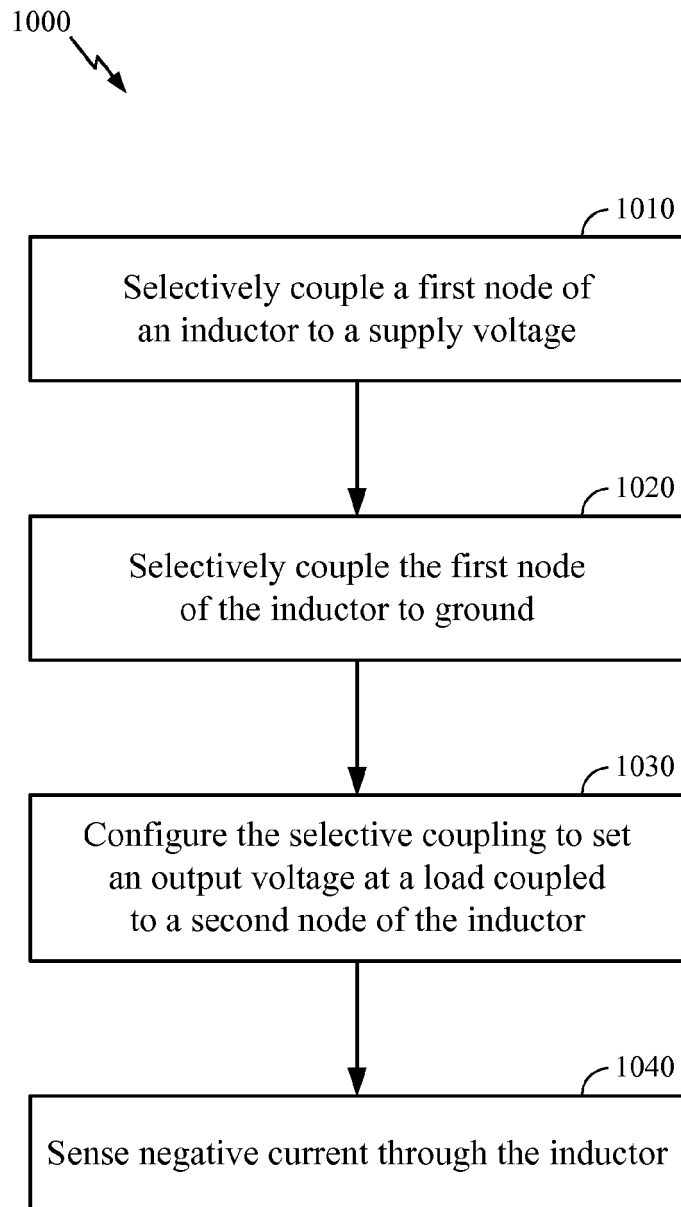 1000
1010
Selectively couple a first node of
an inductor to a supply voltage
1020
Selectively couple the first node
of the inductor to ground
1030
Configure the selective coupling to set
an output voltage at a load coupled
to a second node of the inductor
1040
Sense negative current through the inductor